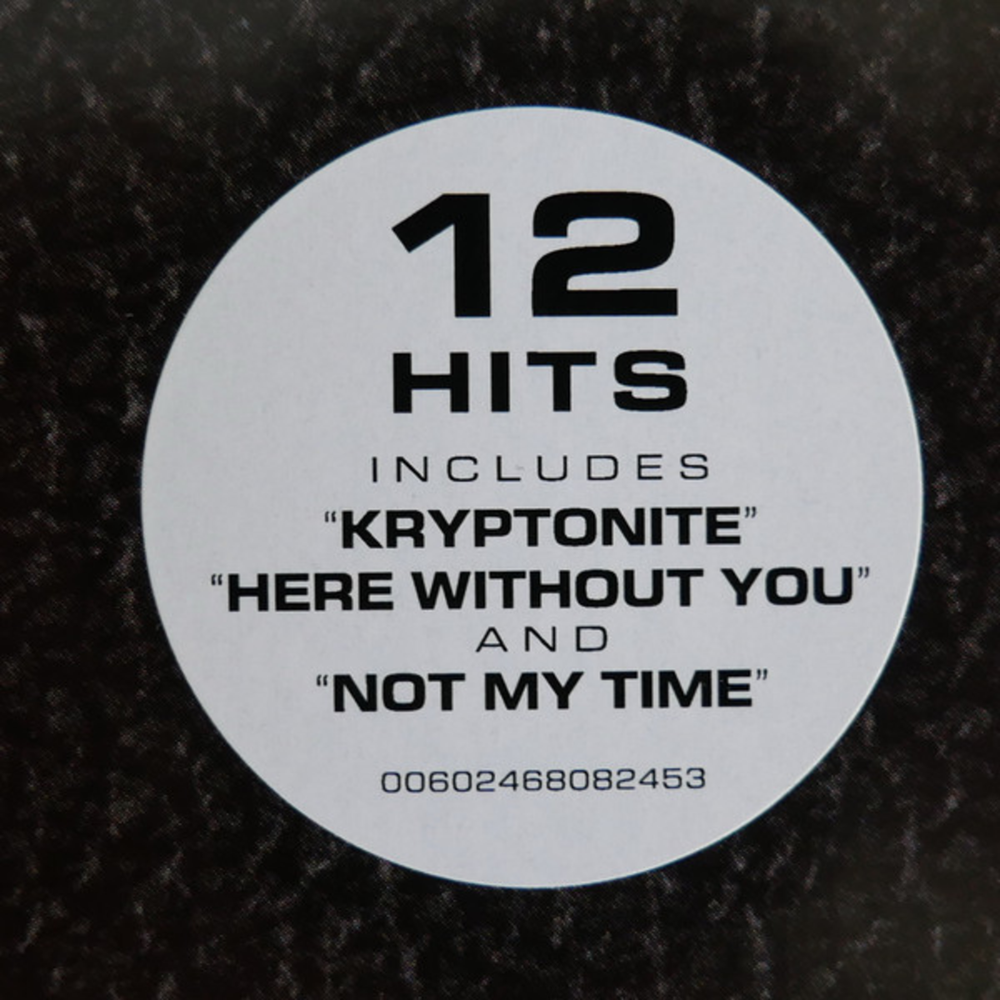 12
HITS
INCLUDES
“KRYPTONITE”
“HERE WITHOUT YOU”
AND
“NOT MY TIME”
00602468082453